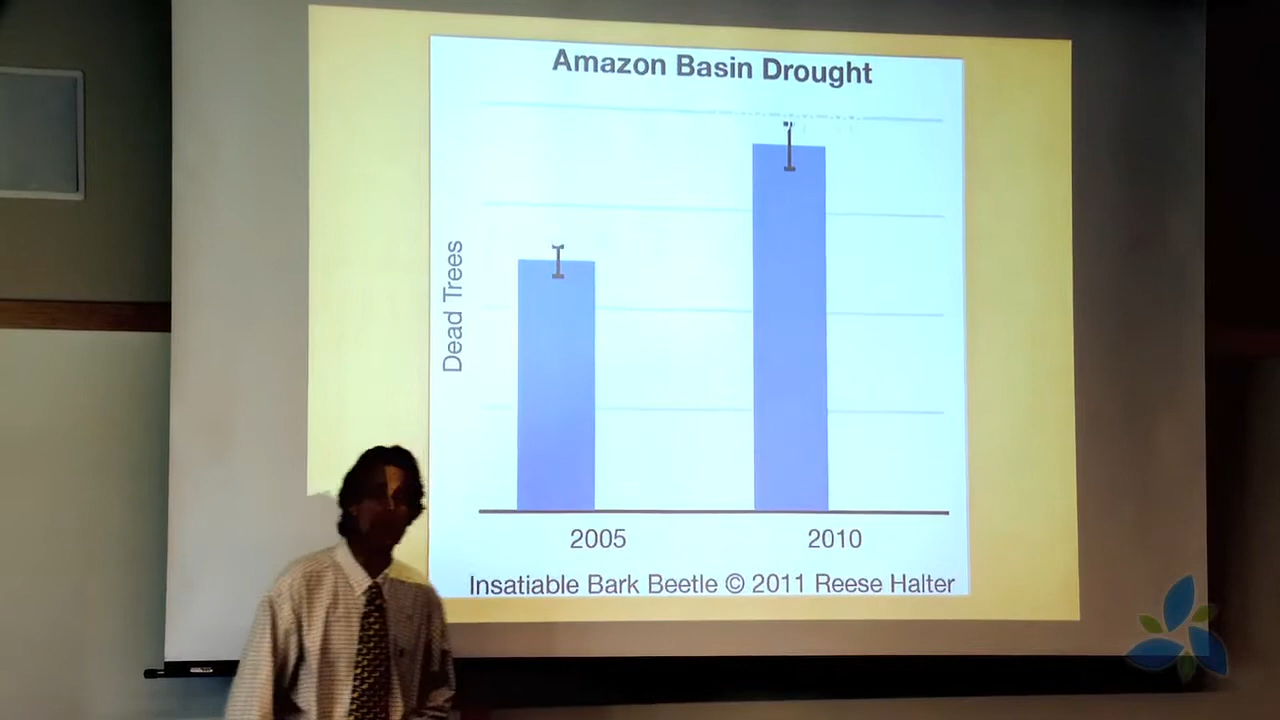 Amazon Basin Drought
Dead Trees
2005 2010
Insatiable Bark Beetle © 2011 Reese Halter